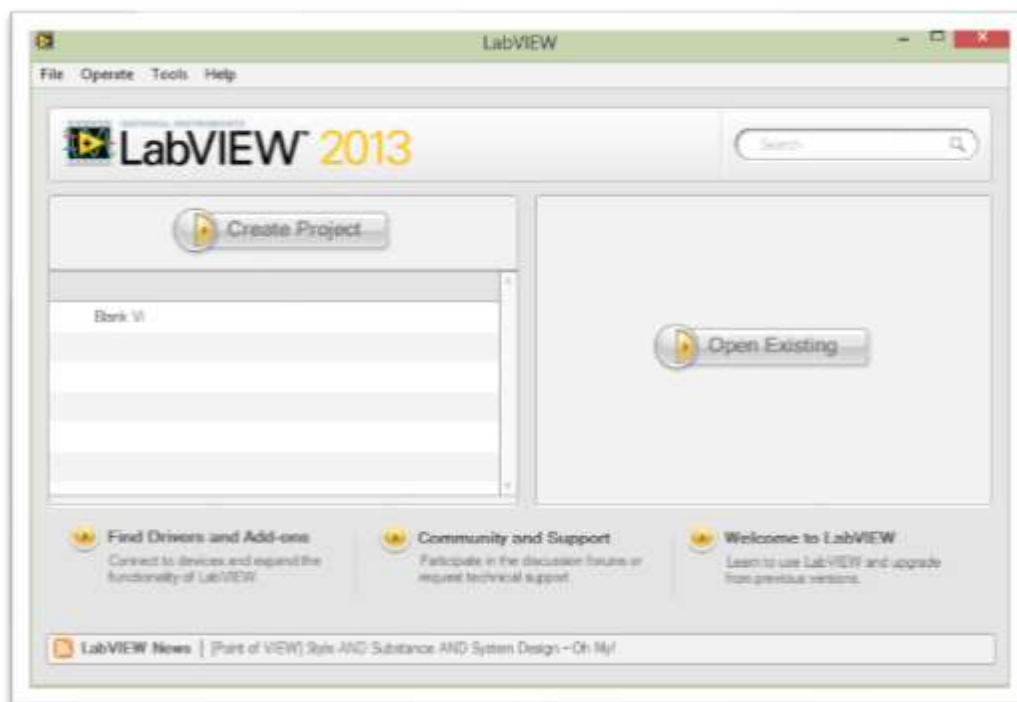 LabVIEW
File Operate Tools Help
NATIONAL INSTRUMENTS
LabVIEW™ 2013
Search
Create Project
Blank VI
Open Existing
Find Drivers and Add-ons
Connect to devices and expand the
functionality of LabVIEW
Community and Support
Participate in the discussion forums or
request technical support
Welcome to LabVIEW
Learn to use LabVIEW and upgrade
from previous versions.
LabVIEW News | [Point of VIEW] Style AND Substance AND System Design - Oh My!